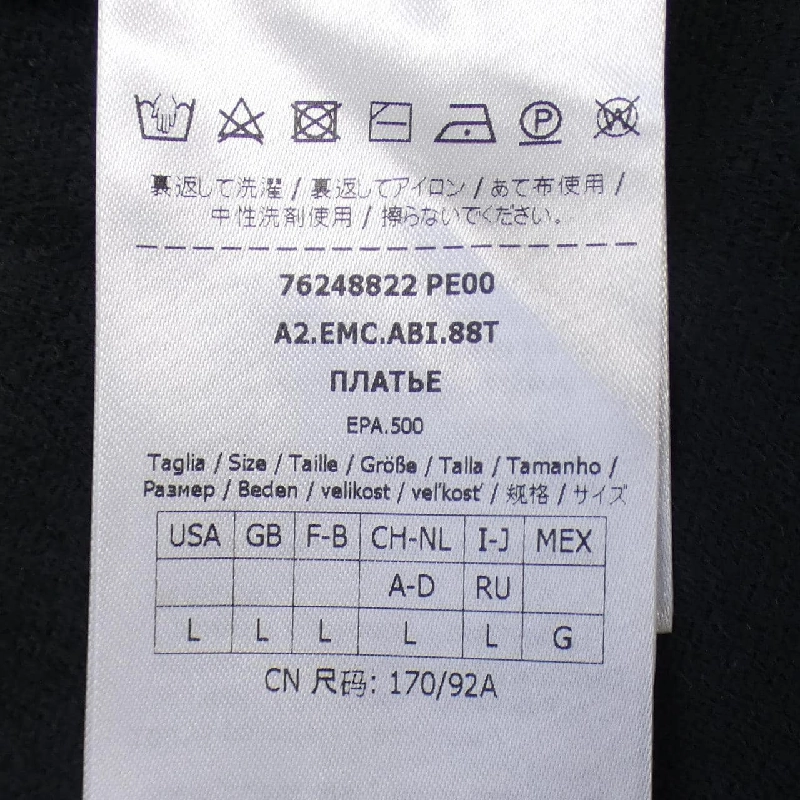 P W
裏返して洗濯 / 裏返してアイロン / あて布使用 /
中性洗剤使用 / 擦らないでください。
76248822 PE00
A2.EMC.ABI.88T
ПЛАТЬЕ
EPA.500
Taglia / Size / Taille / Größe / Talla / Tamanho /
Размер / Beden / velikost / veľkosť / 规格 / サイズ
USA GB F-B CH-NL I-J MEX
A-D RU
L L L L L G
CN 尺码: 170/92A